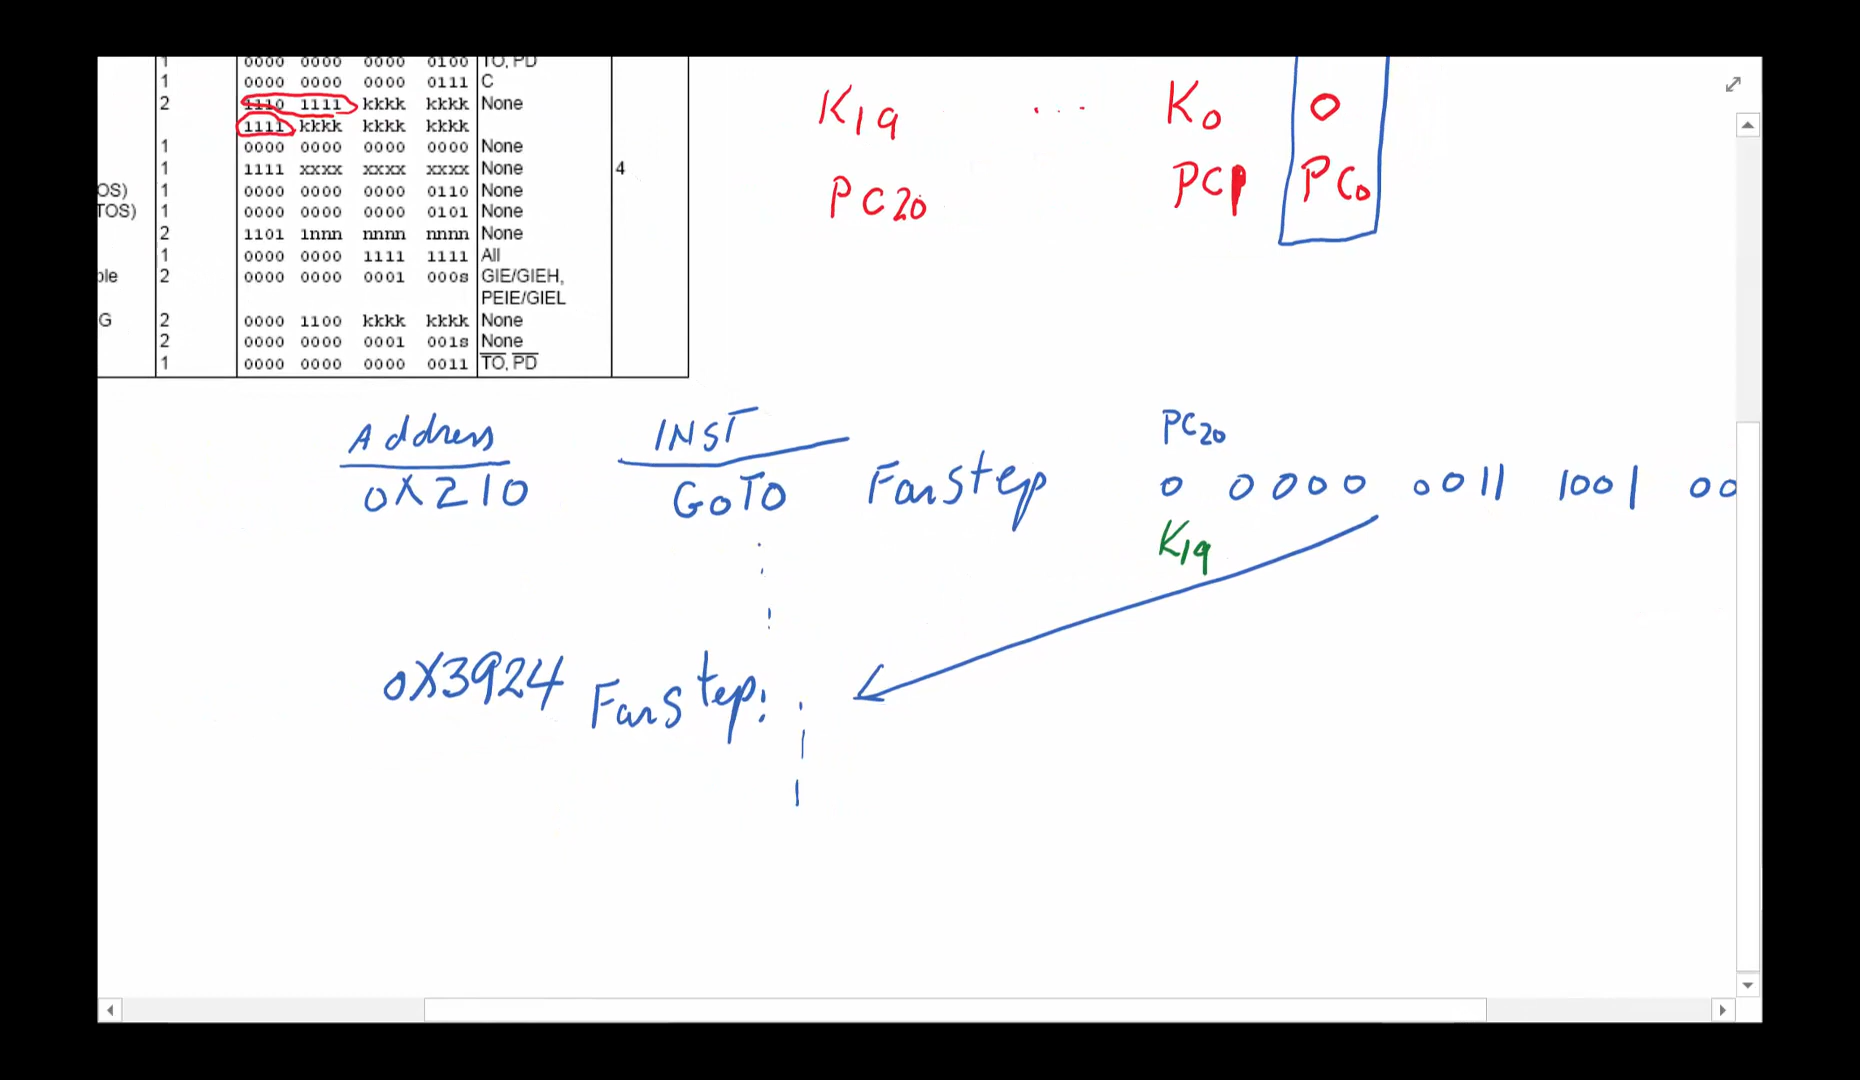 1 0000 0000 0000 0100 TO, PD
1 0000 0000 0000 0111 C
2 1110 1111 kkkk kkkk None
1111 kkkk kkkk kkkk
1 0000 0000 0000 0000 None
1 1111 xxxx xxxx xxxx None 4
OS) 1 0000 0000 0000 0110 None
TOS) 1 0000 0000 0000 0101 None
2 1101 1nnn nnnn nnnn None
1 0000 0000 1111 1111 All
ble 2 0000 0000 0001 000s GIE/GIEH,
PEIE/GIEL
G 2 0000 1100 kkkk kkkk None
2 0000 0000 0001 001s None
1 0000 0000 0000 0011 TO, PD
K19 ... K0 0
PC20 PC1 PC0
Address INST PC20
0X210 GOTO Farstep 0 0000 0011 1001 00
K19
0X3924 Farstep: